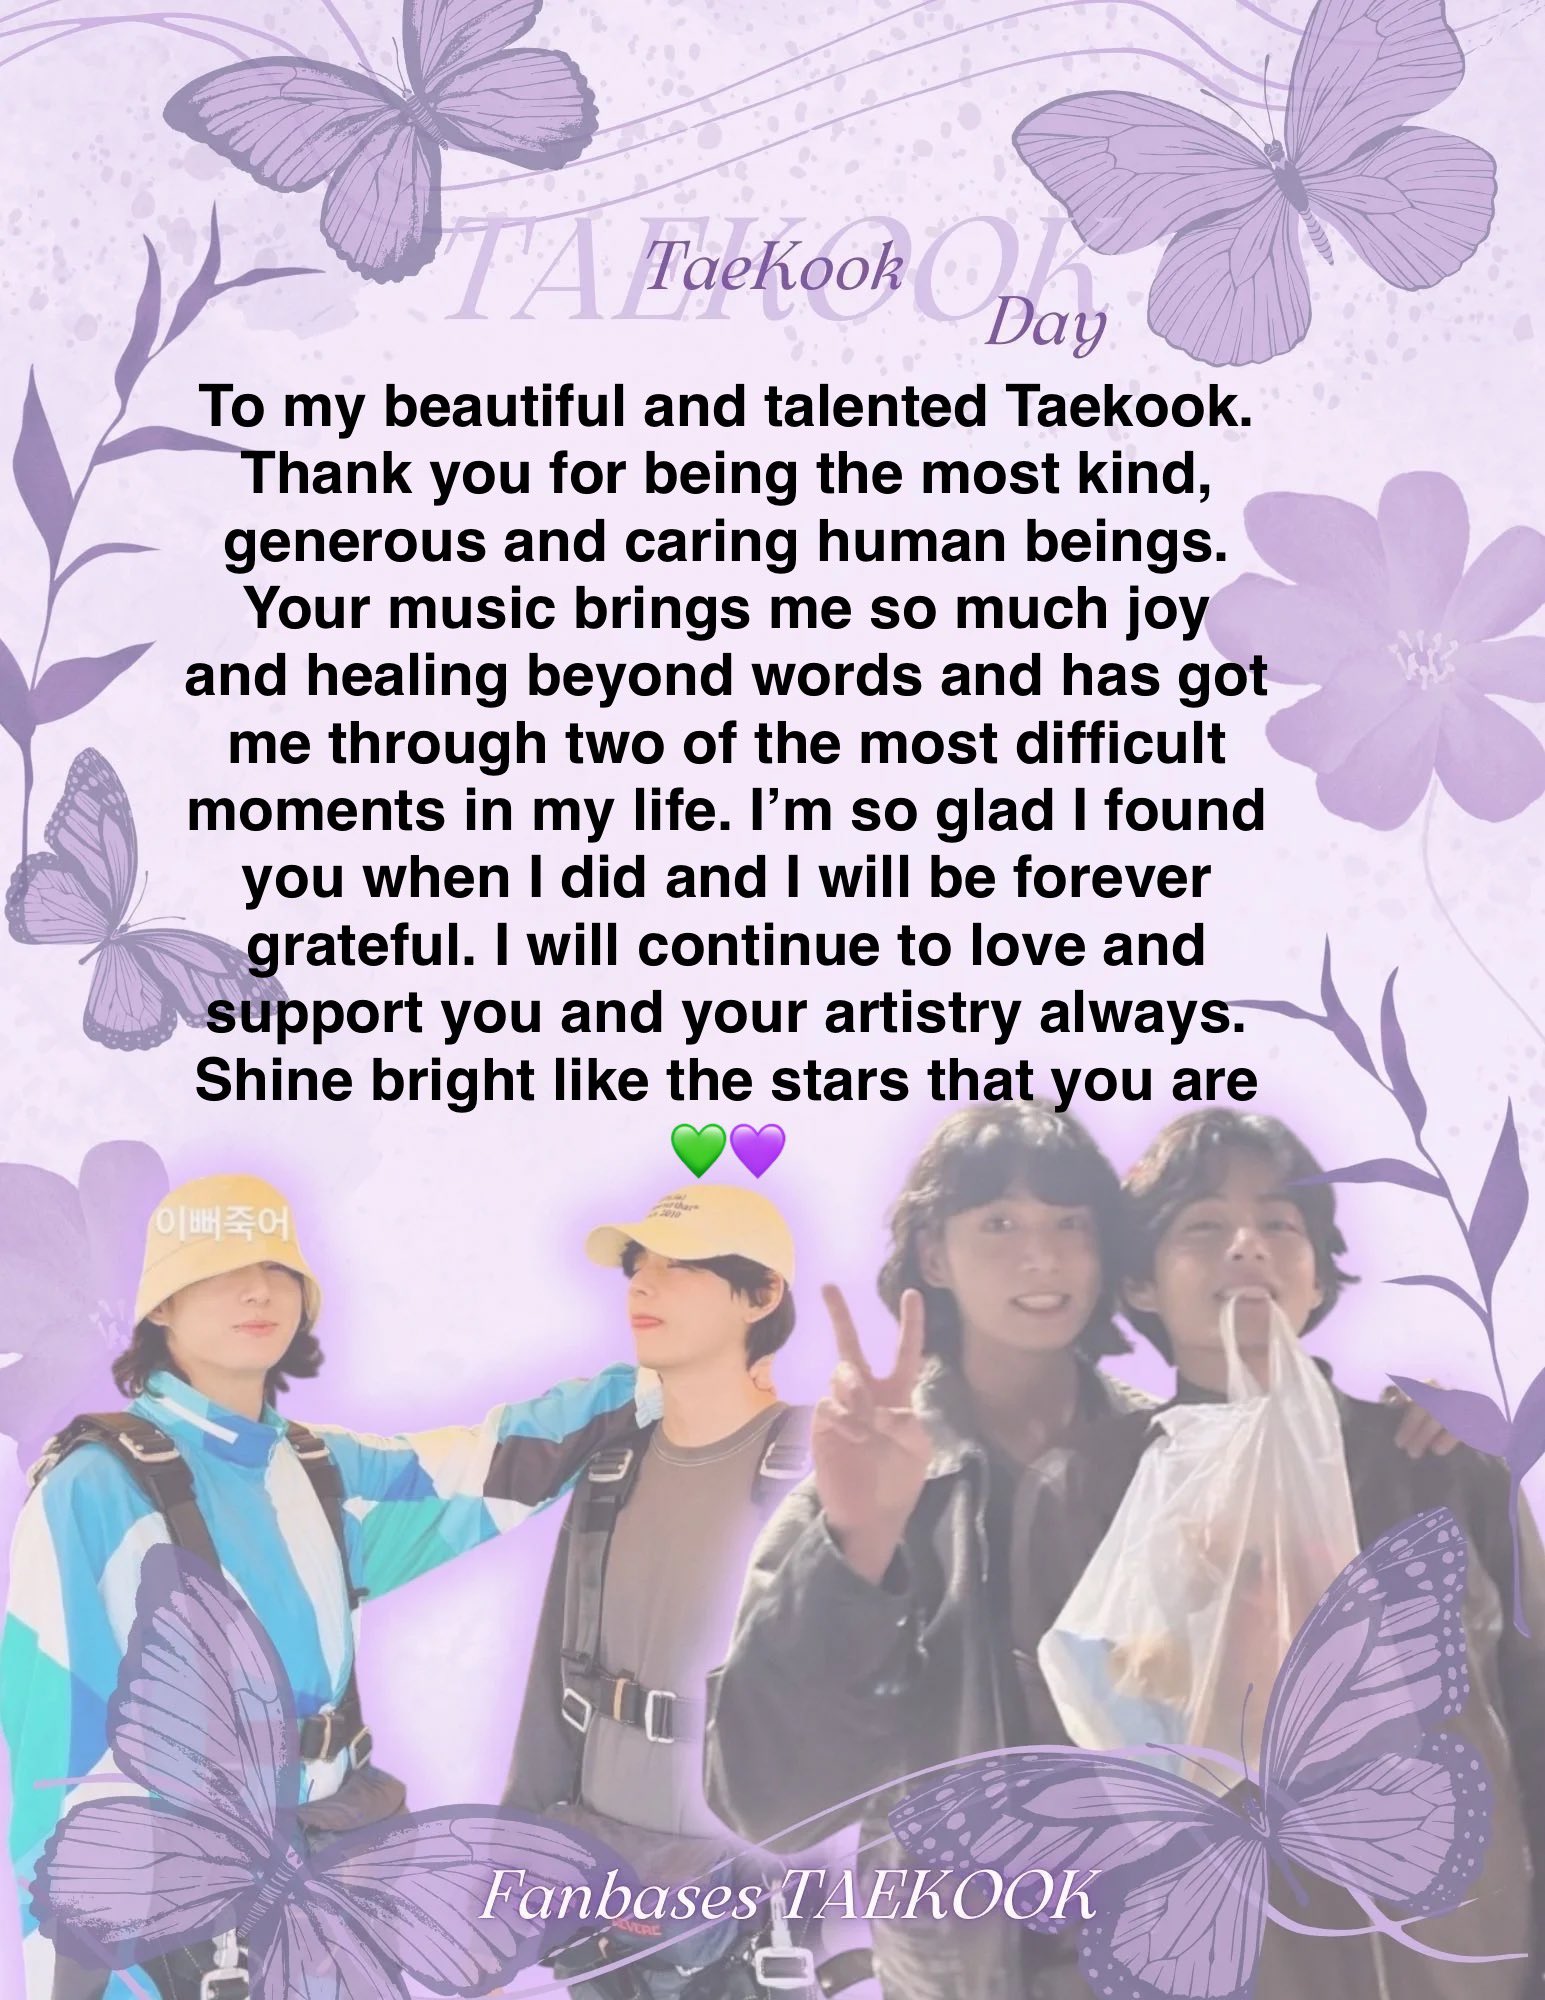 TAEKOOK
TaeKook
Day
To my beautiful and talented Taekook.
Thank you for being the most kind,
generous and caring human beings.
Your music brings me so much joy
and healing beyond words and has got
me through two of the most difficult
moments in my life. I’m so glad I found
you when I did and I will be forever
grateful. I will continue to love and
support you and your artistry always.
Shine bright like the stars that you are
💚💜
이뻐죽어
2010
Fanbases TAEKOOK